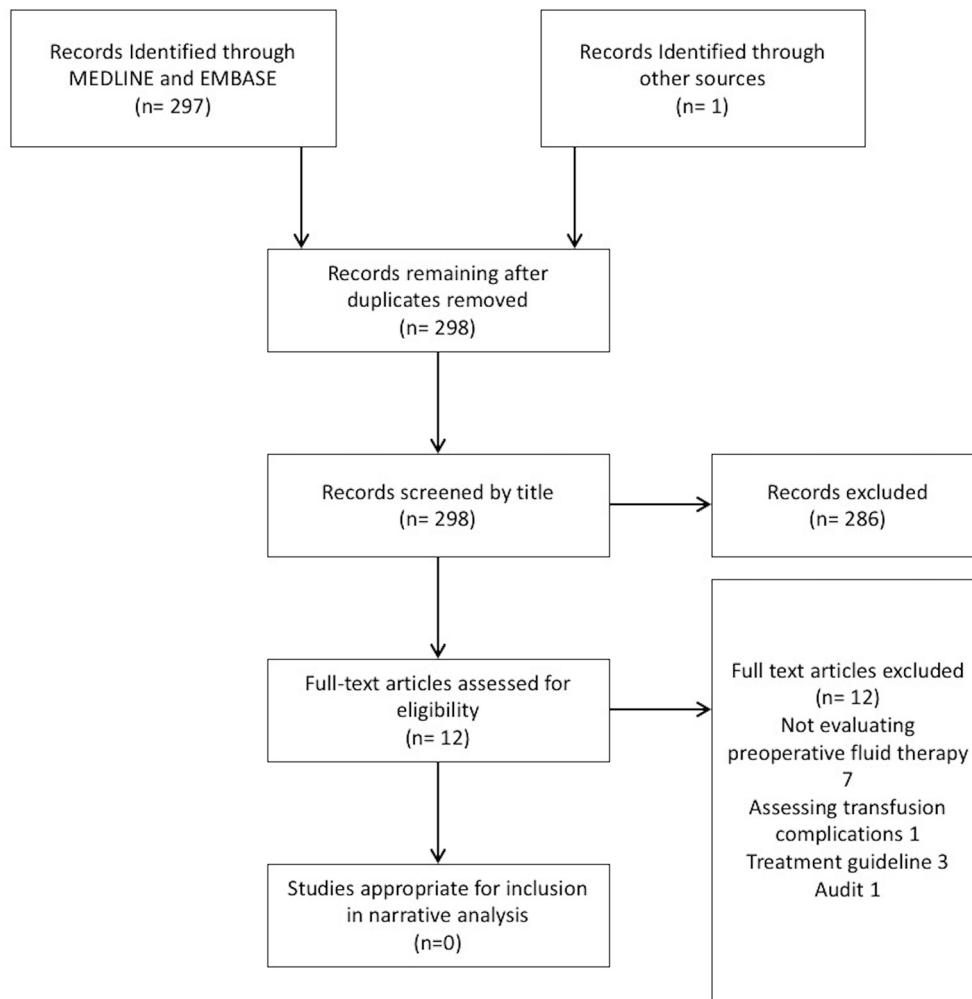 Records Identified through
MEDLINE and EMBASE
(n= 297)
Records Identified through
other sources
(n= 1)
Records remaining after
duplicates removed
(n= 298)
Records screened by title
(n= 298)
Records excluded
(n= 286)
Full-text articles assessed for
eligibility
(n= 12)
Full text articles excluded
(n= 12)
Not evaluating
preoperative fluid therapy
7
Assessing transfusion
complications 1
Treatment guideline 3
Audit 1
Studies appropriate for inclusion
in narrative analysis
(n=0)